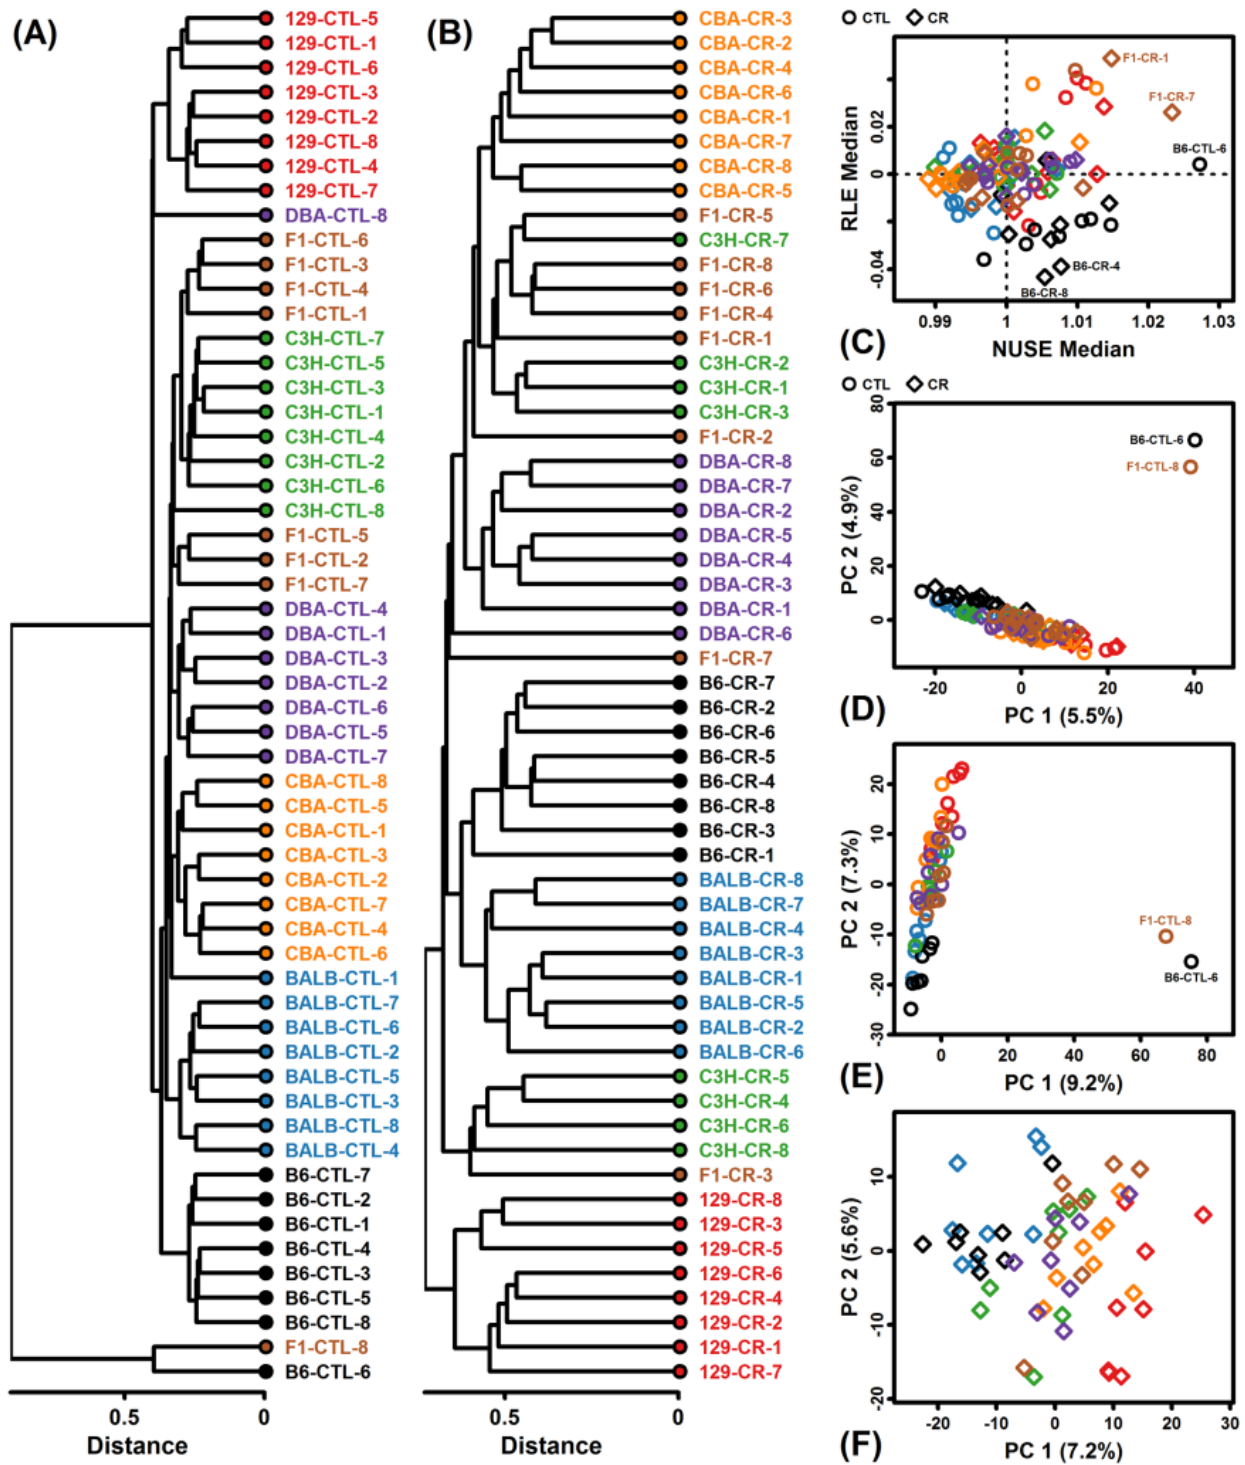 (A)
129-CTL-5
129-CTL-1
129-CTL-6
129-CTL-3
129-CTL-2
129-CTL-8
129-CTL-4
129-CTL-7
DBA-CTL-8
F1-CTL-6
F1-CTL-3
F1-CTL-4
F1-CTL-1
C3H-CTL-7
C3H-CTL-5
C3H-CTL-3
C3H-CTL-1
C3H-CTL-4
C3H-CTL-2
C3H-CTL-6
C3H-CTL-8
F1-CTL-5
F1-CTL-2
F1-CTL-7
DBA-CTL-4
DBA-CTL-1
DBA-CTL-3
DBA-CTL-2
DBA-CTL-6
DBA-CTL-5
DBA-CTL-7
CBA-CTL-8
CBA-CTL-5
CBA-CTL-1
CBA-CTL-3
CBA-CTL-2
CBA-CTL-7
CBA-CTL-4
CBA-CTL-6
BALB-CTL-1
BALB-CTL-7
BALB-CTL-6
BALB-CTL-2
BALB-CTL-5
BALB-CTL-3
BALB-CTL-8
BALB-CTL-4
B6-CTL-7
B6-CTL-2
B6-CTL-1
B6-CTL-4
B6-CTL-3
B6-CTL-5
B6-CTL-8
F1-CTL-8
B6-CTL-6
0.5 0
Distance
(B)
CBA-CR-3
CBA-CR-2
CBA-CR-4
CBA-CR-6
CBA-CR-1
CBA-CR-7
CBA-CR-8
CBA-CR-5
F1-CR-5
C3H-CR-7
F1-CR-8
F1-CR-6
F1-CR-4
F1-CR-1
C3H-CR-2
C3H-CR-1
C3H-CR-3
F1-CR-2
DBA-CR-8
DBA-CR-7
DBA-CR-2
DBA-CR-5
DBA-CR-4
DBA-CR-3
DBA-CR-1
DBA-CR-6
F1-CR-7
B6-CR-7
B6-CR-2
B6-CR-6
B6-CR-5
B6-CR-4
B6-CR-8
B6-CR-3
B6-CR-1
BALB-CR-8
BALB-CR-7
BALB-CR-4
BALB-CR-3
BALB-CR-1
BALB-CR-5
BALB-CR-2
BALB-CR-6
C3H-CR-5
C3H-CR-4
C3H-CR-6
C3H-CR-8
F1-CR-3
129-CR-8
129-CR-3
129-CR-5
129-CR-6
129-CR-4
129-CR-2
129-CR-1
129-CR-7
0.5 0
Distance
CTL CR
F1-CR-1
F1-CR-7
B6-CTL-6
B6-CR-4
B6-CR-8
RLE Median
0.02
0
-0.04
0.99 1 1.01 1.02 1.03
NUSE Median
(C)
CTL CR
B6-CTL-6
F1-CTL-8
PC 2 (4.9%)
80
60
40
20
0
-20 0 20 40
PC 1 (5.5%)
(D)
F1-CTL-8
B6-CTL-6
PC 2 (7.3%)
20
10
0
-10
-20
-30
0 20 40 60 80
PC 1 (9.2%)
(E)
PC 2 (5.6%)
10
0
-10
-20
-20 -10 0 10 20 30
PC 1 (7.2%)
(F)